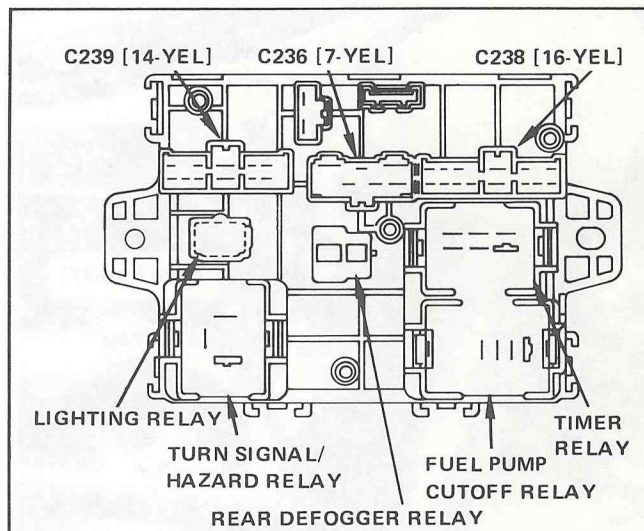 C239 [14-YEL] C236 [7-YEL] C238 [16-YEL]
LIGHTING RELAY
TURN SIGNAL/
HAZARD RELAY
REAR DEFOGGER RELAY
FUEL PUMP
CUTOFF RELAY
TIMER
RELAY